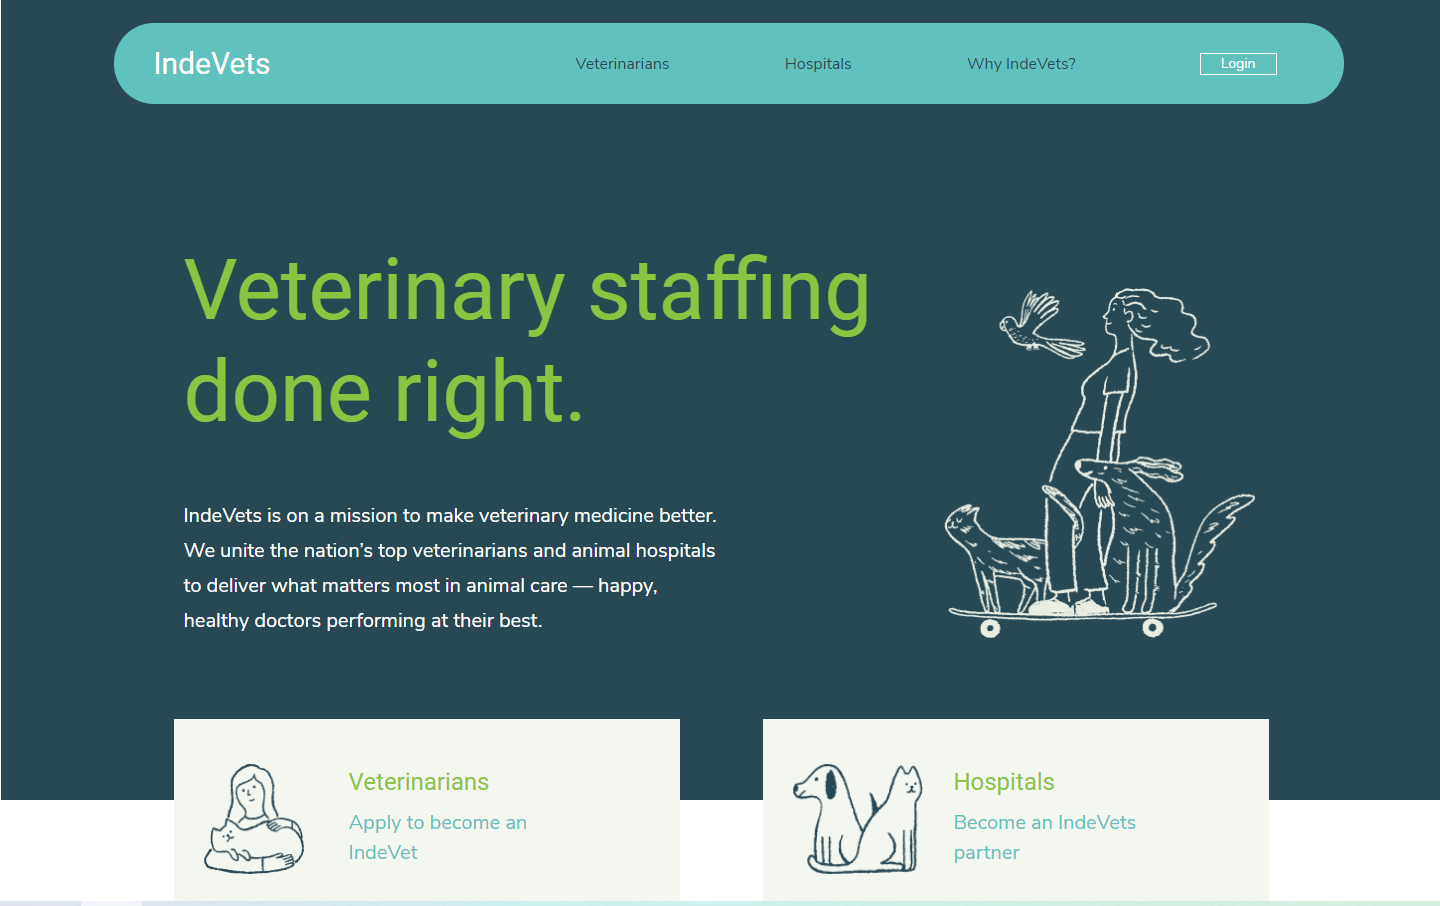 IndeVets
Veterinarians
Hospitals
Why IndeVets?
Login
Veterinary staffing
done right.
IndeVets is on a mission to make veterinary medicine better.
We unite the nation’s top veterinarians and animal hospitals
to deliver what matters most in animal care — happy,
healthy doctors performing at their best.
Veterinarians
Apply to become an
IndeVet
Hospitals
Become an IndeVets
partner